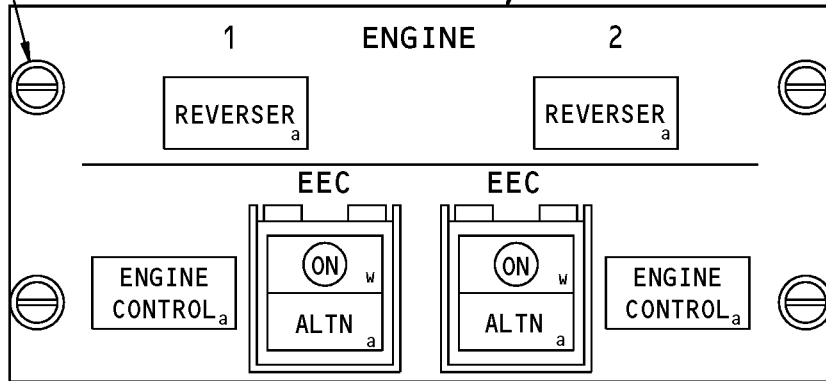 1 ENGINE 2
REVERSER a REVERSER a
EEC EEC
ENGINE CONTROL a
ON w
ALTN a
ON w
ALTN a
ENGINE CONTROL a